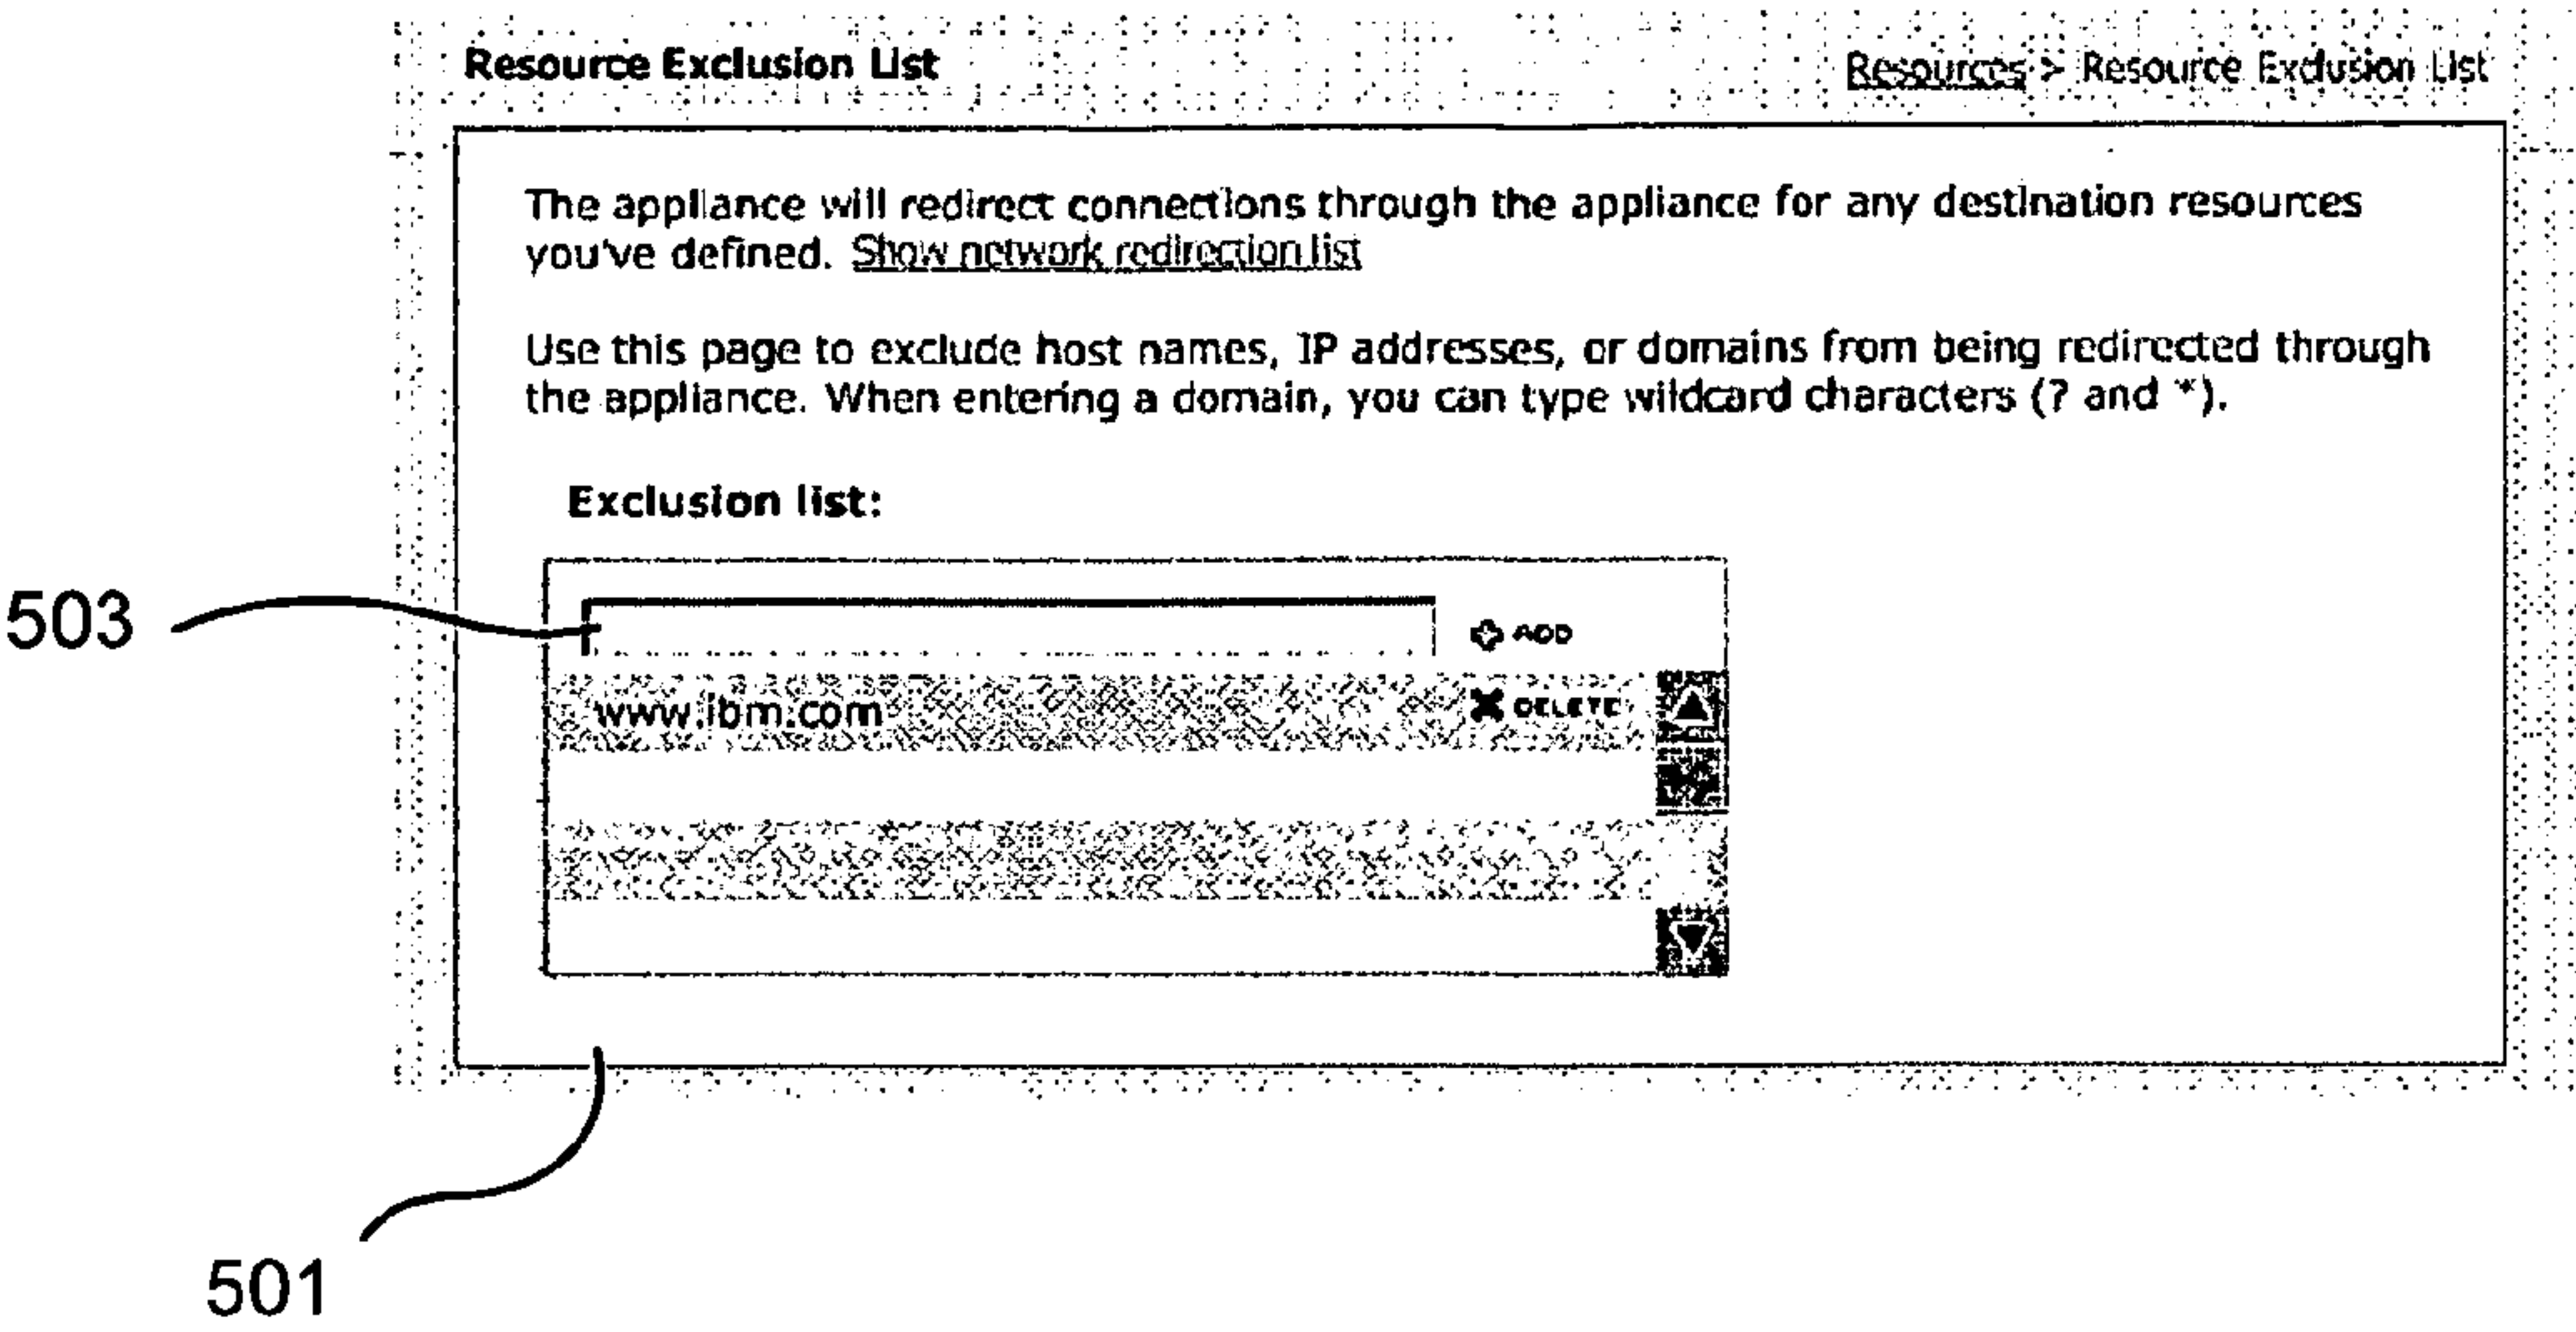 Resource Exclusion List
Resources > Resource Exclusion List
The appliance will redirect connections through the appliance for any destination resources
you've defined. Show network redirection list
Use this page to exclude host names, IP addresses, or domains from being redirected through
the appliance. When entering a domain, you can type wildcard characters (? and *).
Exclusion list:
503
ADD
www.ibm.com
DELETE
501